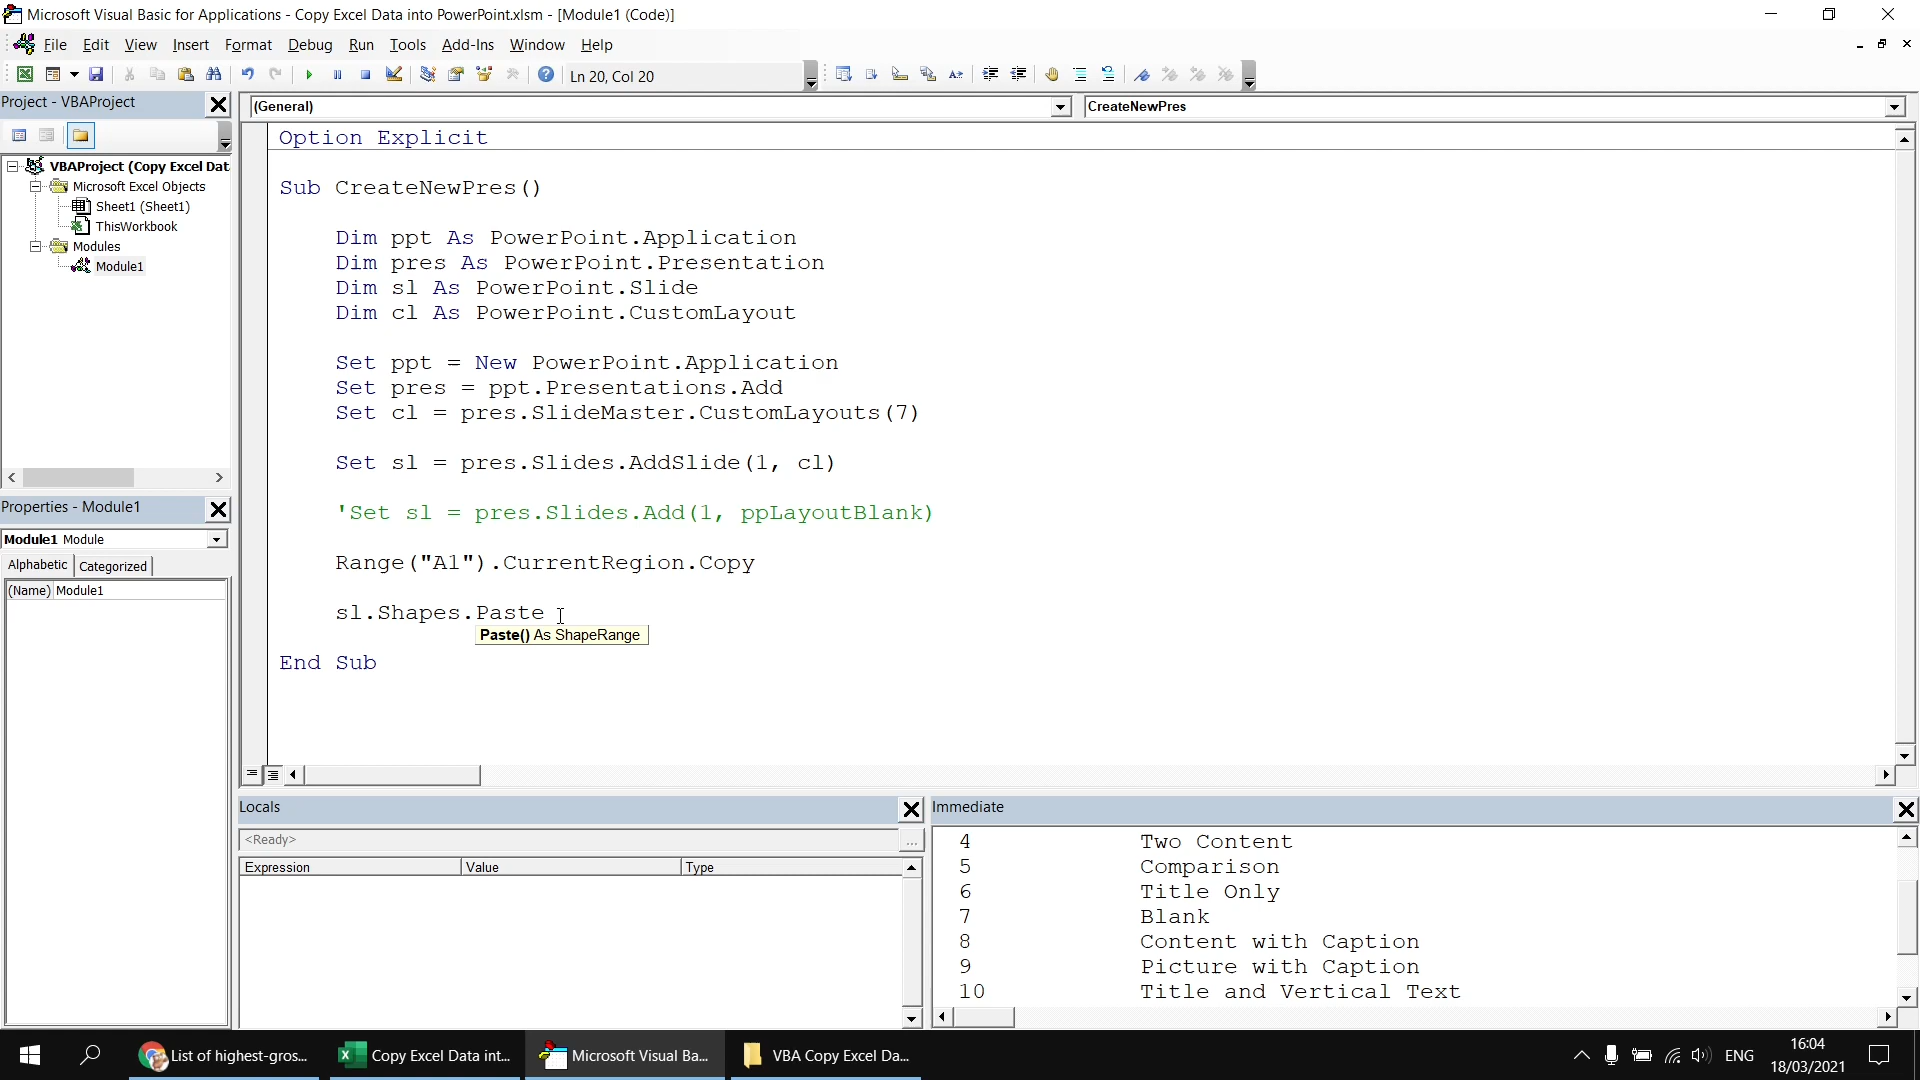 Microsoft Visual Basic for Applications - Copy Excel Data into PowerPoint.xlsm - [Module1 (Code)]
File Edit View Insert Format Debug Run Tools Add-Ins Window Help
Ln 20, Col 20
Project - VBAProject
(General)
CreateNewPres
VBAProject (Copy Excel Dat
Microsoft Excel Objects
Sheet1 (Sheet1)
ThisWorkbook
Modules
Module1
Properties - Module1
Module1 Module
Alphabetic Categorized
(Name) Module1
Option Explicit
Sub CreateNewPres()
Dim ppt As PowerPoint.Application
Dim pres As PowerPoint.Presentation
Dim sl As PowerPoint.Slide
Dim cl As PowerPoint.CustomLayout
Set ppt = New PowerPoint.Application
Set pres = ppt.Presentations.Add
Set cl = pres.SlideMaster.CustomLayouts(7)
Set sl = pres.Slides.AddSlide(1, cl)
'Set sl = pres.Slides.Add(1, ppLayoutBlank)
Range("A1").CurrentRegion.Copy
sl.Shapes.Paste
Paste() As ShapeRange
End Sub
Locals
<Ready>
...
Expression Value Type
Immediate
4 Two Content
5 Comparison
6 Title Only
7 Blank
8 Content with Caption
9 Picture with Caption
10 Title and Vertical Text
List of highest-gros...
Copy Excel Data int...
Microsoft Visual Ba...
VBA Copy Excel Da...
ENG
16:04
18/03/2021